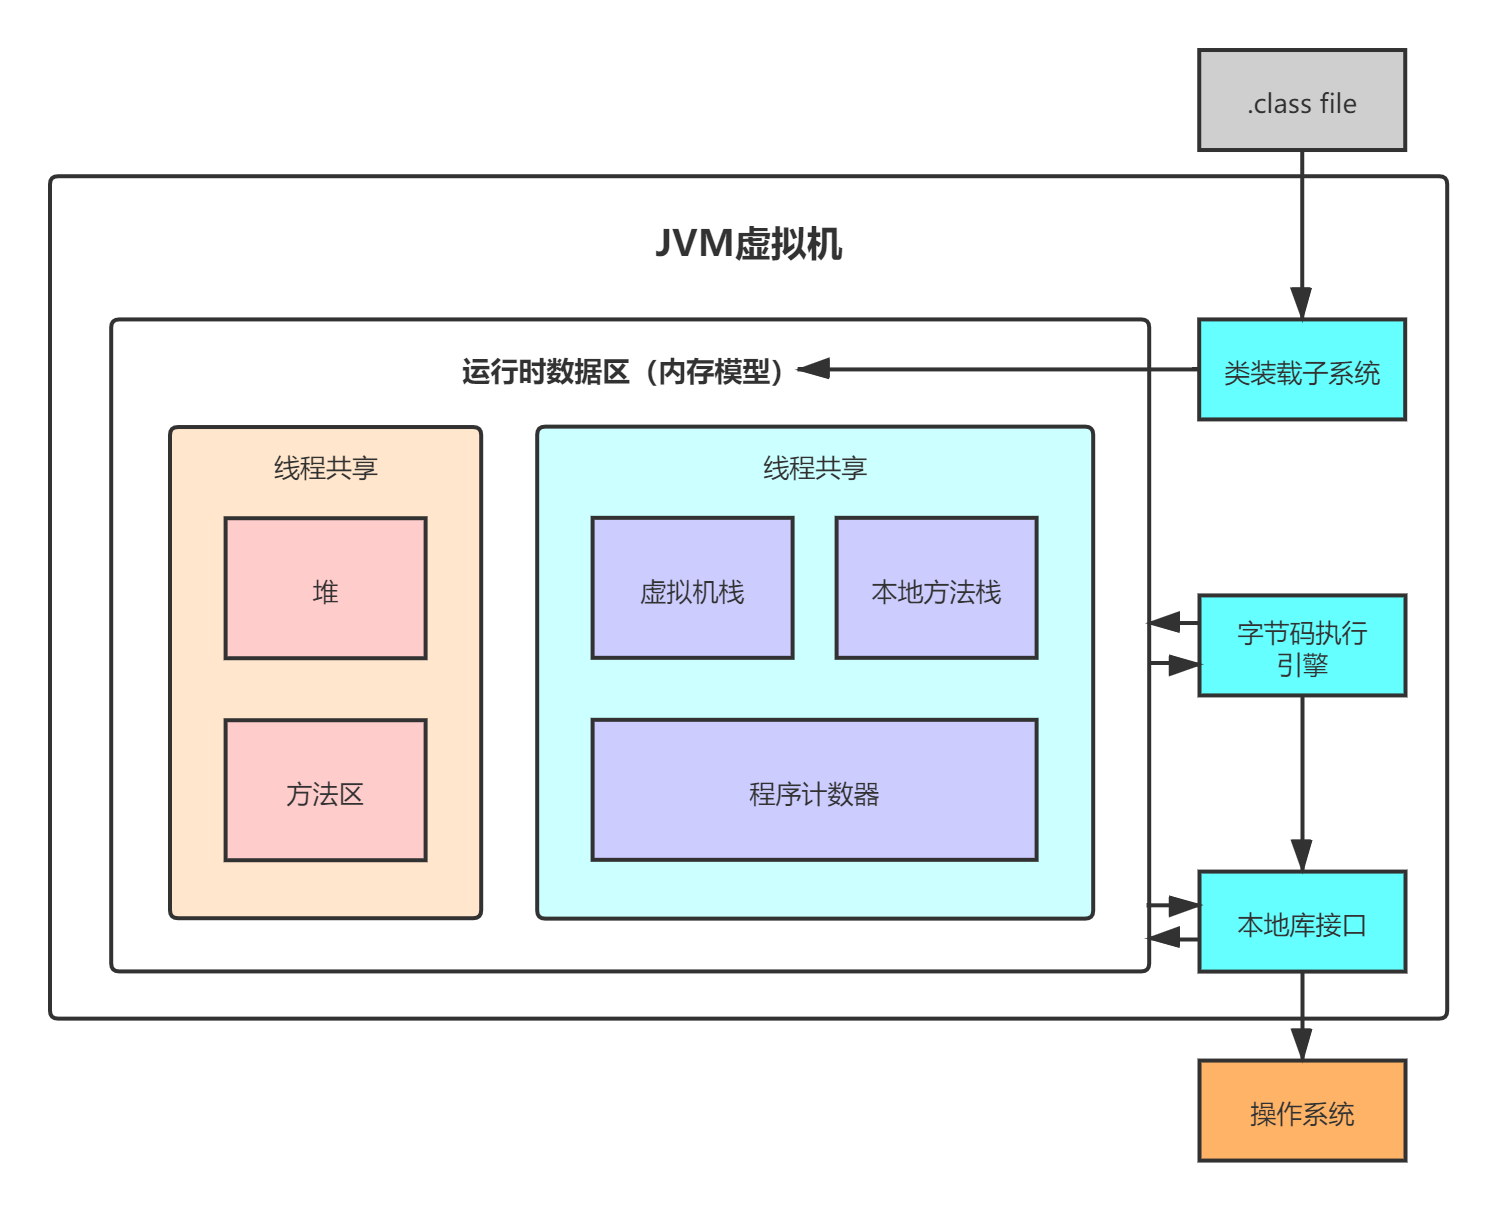 .class file
JVM虚拟机
运行时数据区（内存模型）
类装载子系统
线程共享
线程共享
堆
虚拟机栈
本地方法栈
字节码执行
引擎
方法区
程序计数器
本地库接口
操作系统